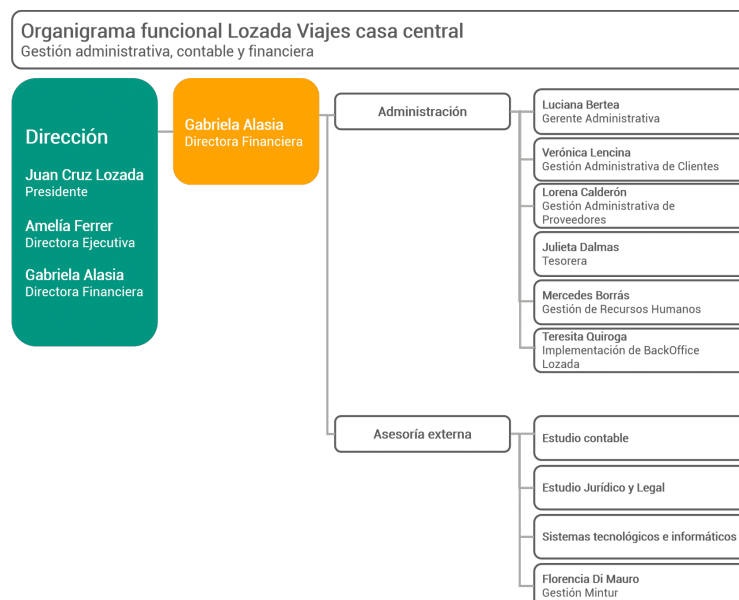 Organigrama funcional Lozada Viajes casa central
Gestión administrativa, contable y financiera
Dirección
Juan Cruz Lozada
Presidente
Amelía Ferrer
Directora Ejecutiva
Gabriela Alasia
Directora Financiera
Gabriela Alasia
Directora Financiera
Administración
Luciana Bertea
Gerente Administrativa
Verónica Lencina
Gestión Administrativa de Clientes
Lorena Calderón
Gestión Administrativa de
Proveedores
Julieta Dalmas
Tesorera
Mercedes Borrás
Gestión de Recursos Humanos
Teresita Quiroga
Implementación de BackOffice
Lozada
Asesoría externa
Estudio contable
Estudio Jurídico y Legal
Sistemas tecnológicos e informáticos
Florencia Di Mauro
Gestión Mintur